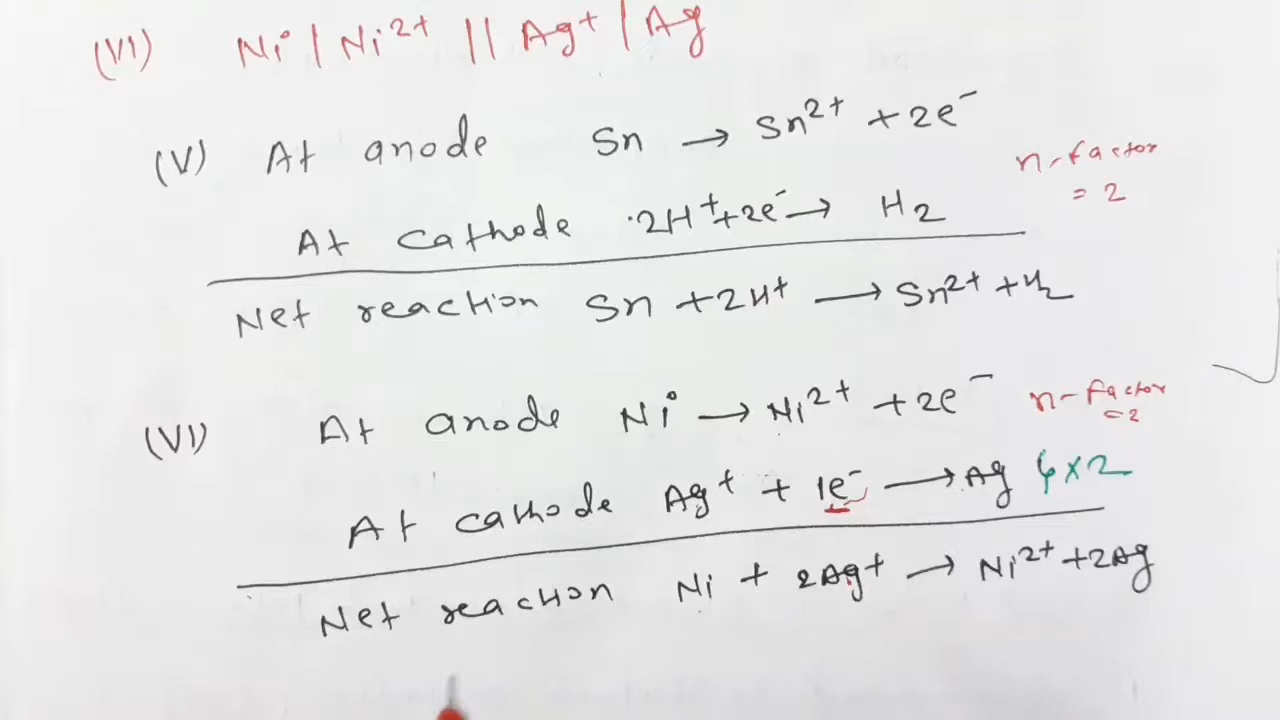 (VI) Ni | Ni²⁺ || Ag⁺ | Ag
(V) At anode Sn → Sn²⁺ + 2e⁻
n-factor
= 2
At cathode 2H⁺ + 2e⁻ → H₂
Net reaction Sn + 2H⁺ → Sn²⁺ + H₂
(VI) At anode Ni → Ni²⁺ + 2e⁻
n-factor
= 2
At cathode Ag⁺ + 1e⁻ → Ag } × 2
Net reaction Ni + 2Ag⁺ → Ni²⁺ + 2Ag